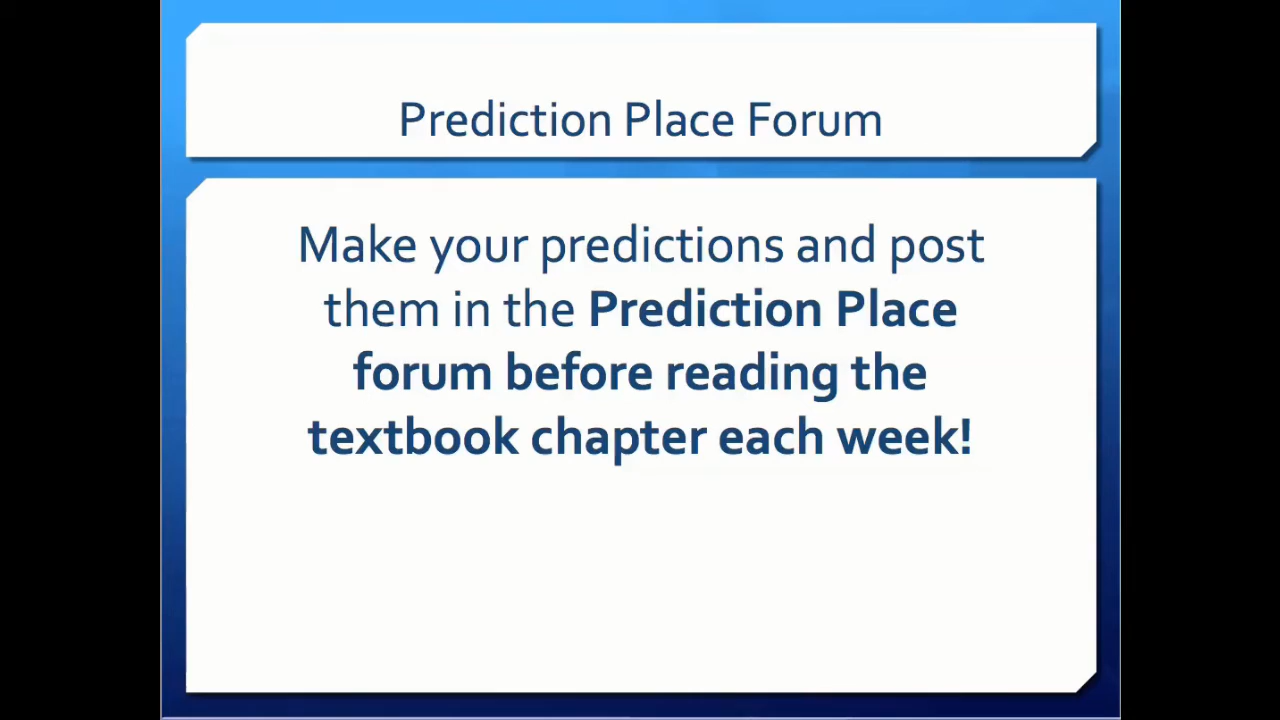 Prediction Place Forum
Make your predictions and post
them in the Prediction Place
forum before reading the
textbook chapter each week!